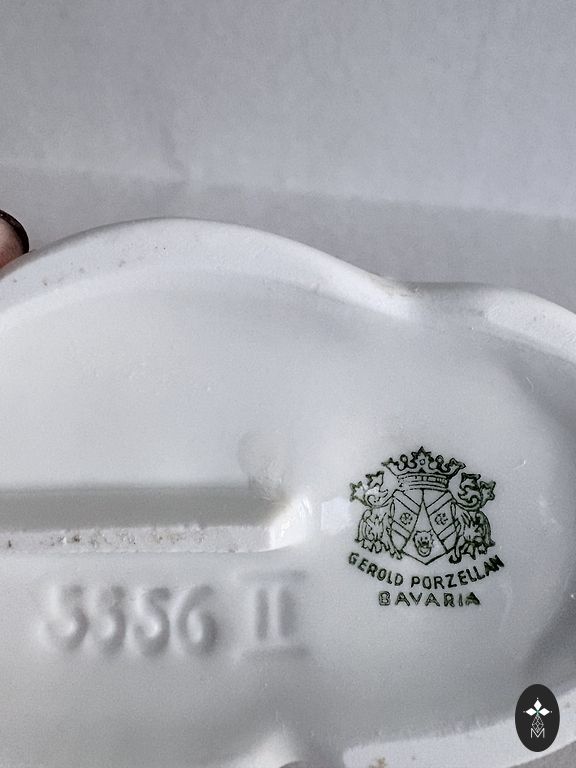 GEROLD PORZELLAN
BAVARIA
5356 II
M